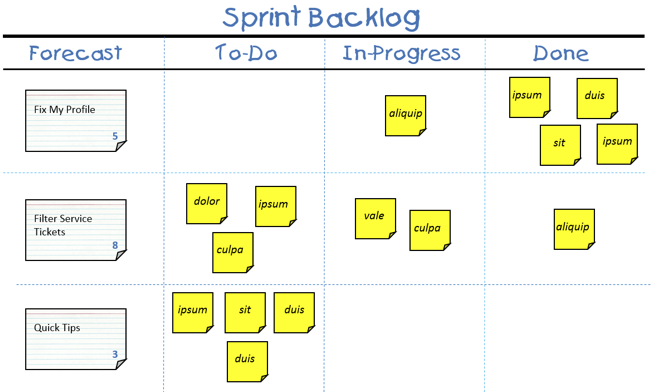 Sprint Backlog
Forecast To-Do In-Progress Done
Fix My Profile
5
aliquip
ipsum duis
sit ipsum
Filter Service
Tickets
8
dolor ipsum
culpa
vale culpa
aliquip
Quick Tips
3
ipsum sit duis
duis